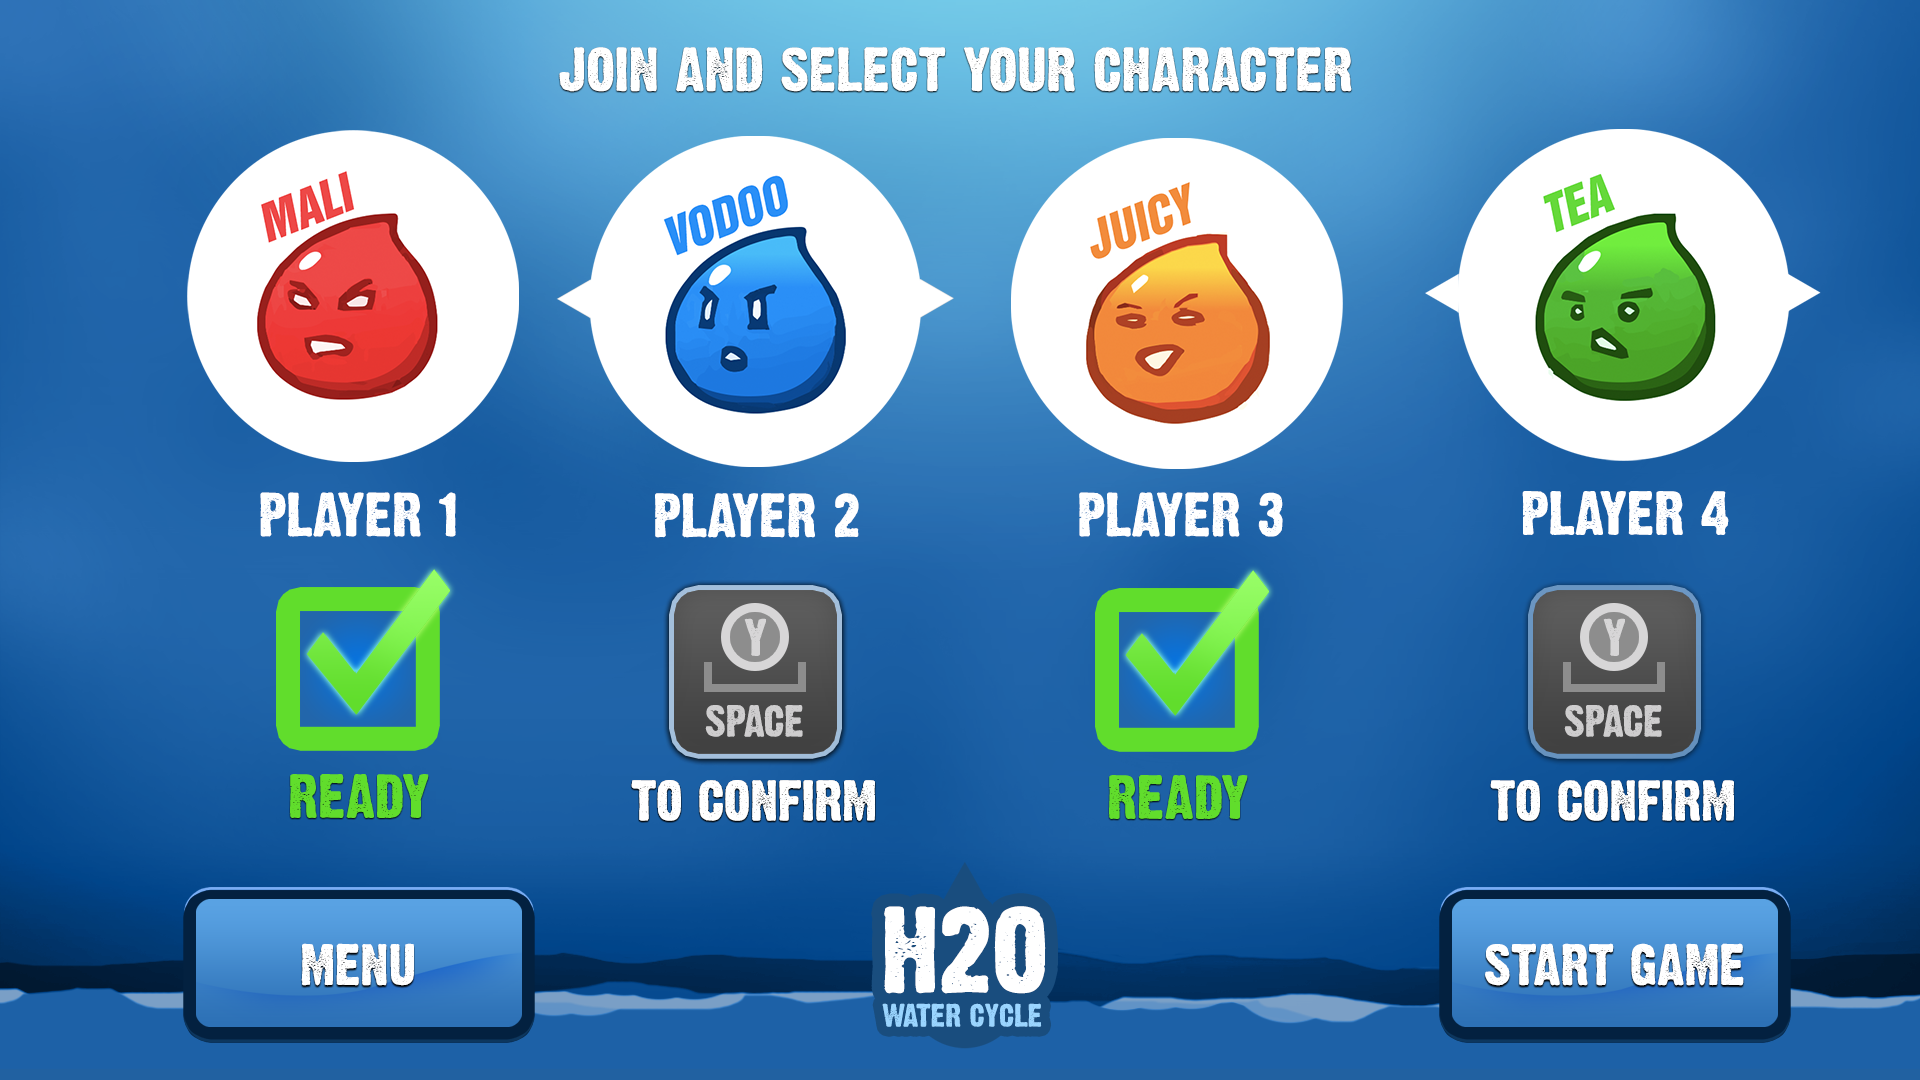 JOIN AND SELECT YOUR CHARACTER
MALI
VODOO
JUICY
TEA
PLAYER 1
PLAYER 2
PLAYER 3
PLAYER 4
READY
Y
SPACE
TO CONFIRM
READY
Y
SPACE
TO CONFIRM
MENU
H2O
WATER CYCLE
START GAME